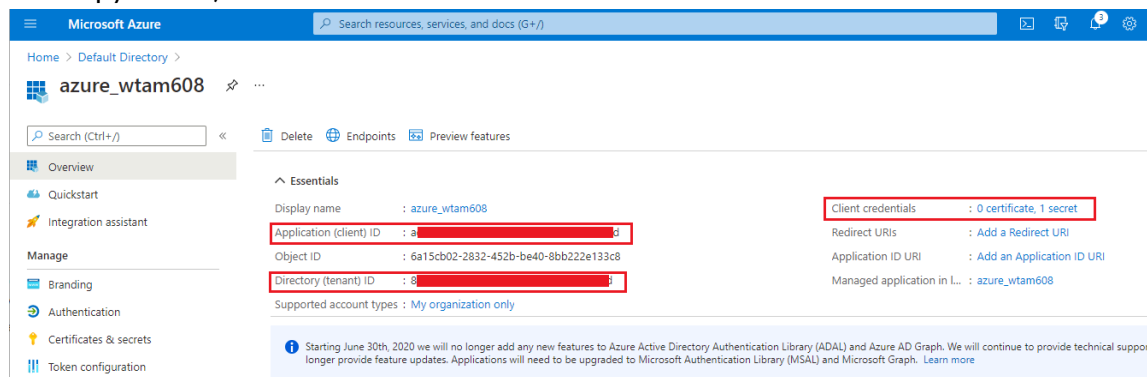 Microsoft Azure
Search resources, services, and docs (G+/)
3
Home > Default Directory >
azure_wtam608
Search (Ctrl+/)
«
Delete
Endpoints
Preview features
Overview
Quickstart
Integration assistant
Manage
Branding
Authentication
Certificates & secrets
Token configuration
Essentials
Display name : azure_wtam608
Application (client) ID : a d
Object ID : 6a15cb02-2832-452b-be40-8bb222e133c8
Directory (tenant) ID : 8
Supported account types : My organization only
Client credentials : 0 certificate, 1 secret
Redirect URIs : Add a Redirect URI
Application ID URI : Add an Application ID URI
Managed application in l... : azure_wtam608
Starting June 30th, 2020 we will no longer add any new features to Azure Active Directory Authentication Library (ADAL) and Azure AD Graph. We will continue to provide technical suppor
longer provide feature updates. Applications will need to be upgraded to Microsoft Authentication Library (MSAL) and Microsoft Graph. Learn more